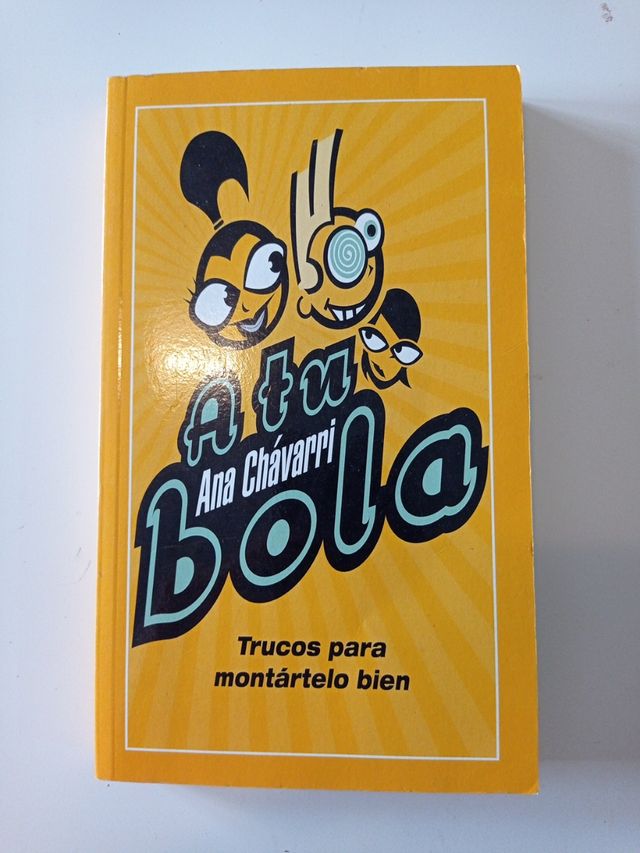 A tu
Ana Chávarri
bola
Trucos para
montártelo bien